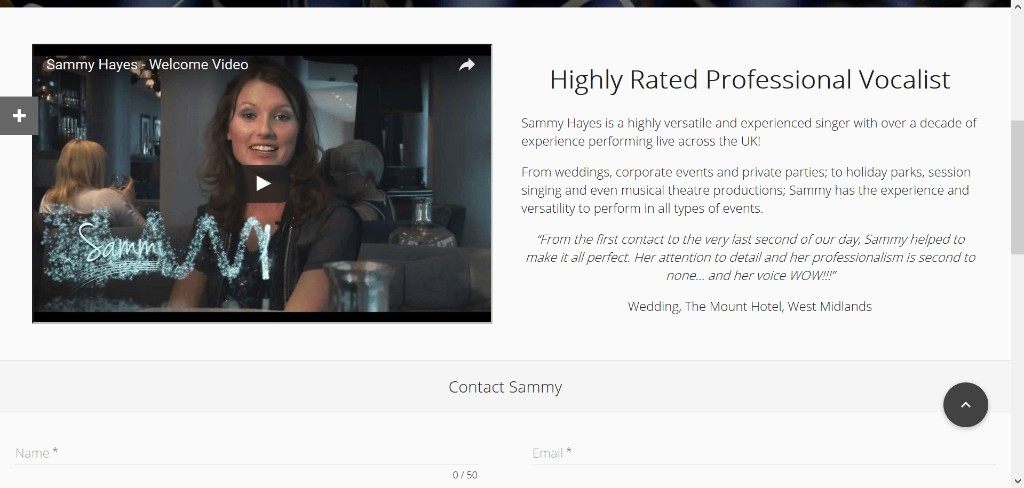 Sammy Hayes - Welcome Video
Sammy
Highly Rated Professional Vocalist
Sammy Hayes is a highly versatile and experienced singer with over a decade of
experience performing live across the UK!
From weddings, corporate events and private parties; to holiday parks, session
singing and even musical theatre productions; Sammy has the experience and
versatility to perform in all types of events.
“From the first contact to the very last second of our day, Sammy helped to
make it all perfect. Her attention to detail and her professionalism is second to
none... and her voice WOW!!!”
Wedding, The Mount Hotel, West Midlands
Contact Sammy
Name *
Email *
0 / 50